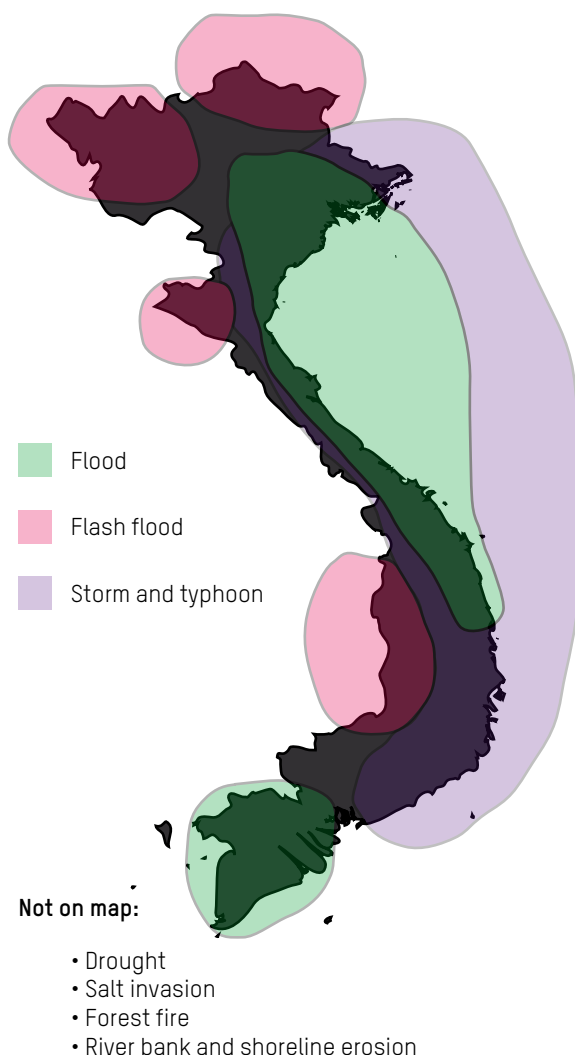 Flood
Flash flood
Storm and typhoon
Not on map:
• Drought
• Salt invasion
• Forest fire
• River bank and shoreline erosion